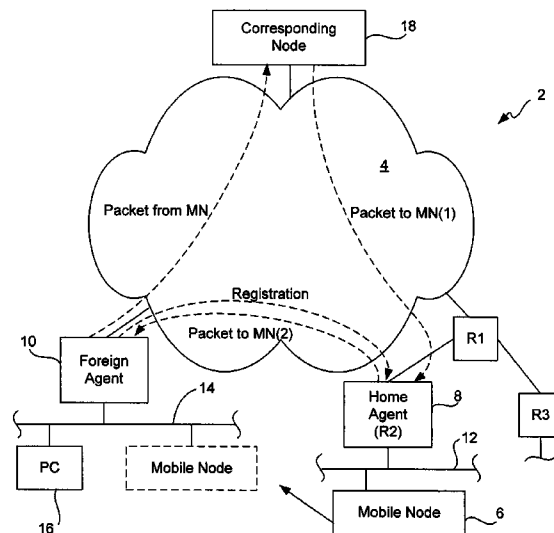 Corresponding
Node
18
2
4
Packet from MN
Packet to MN(1)
Registration
Packet to MN(2)
10
Foreign
Agent
R1
14
Home
Agent
(R2)
8
R3
12
PC
Mobile Node
16
Mobile Node
6